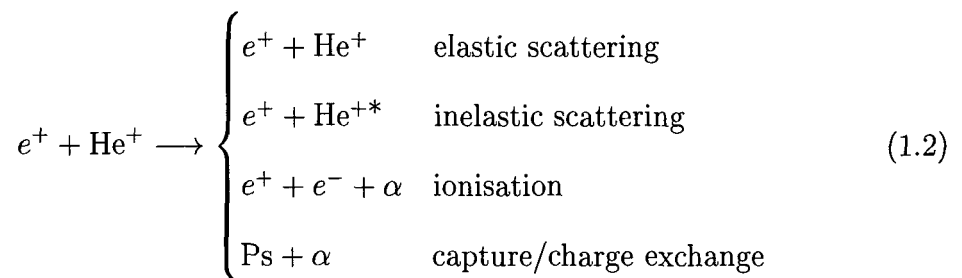 e⁺ + He⁺ elastic scattering
e⁺ + He⁺* inelastic scattering
e⁺ + He⁺ ⟶ (1.2)
e⁺ + e⁻ + α ionisation
Ps + α capture/charge exchange